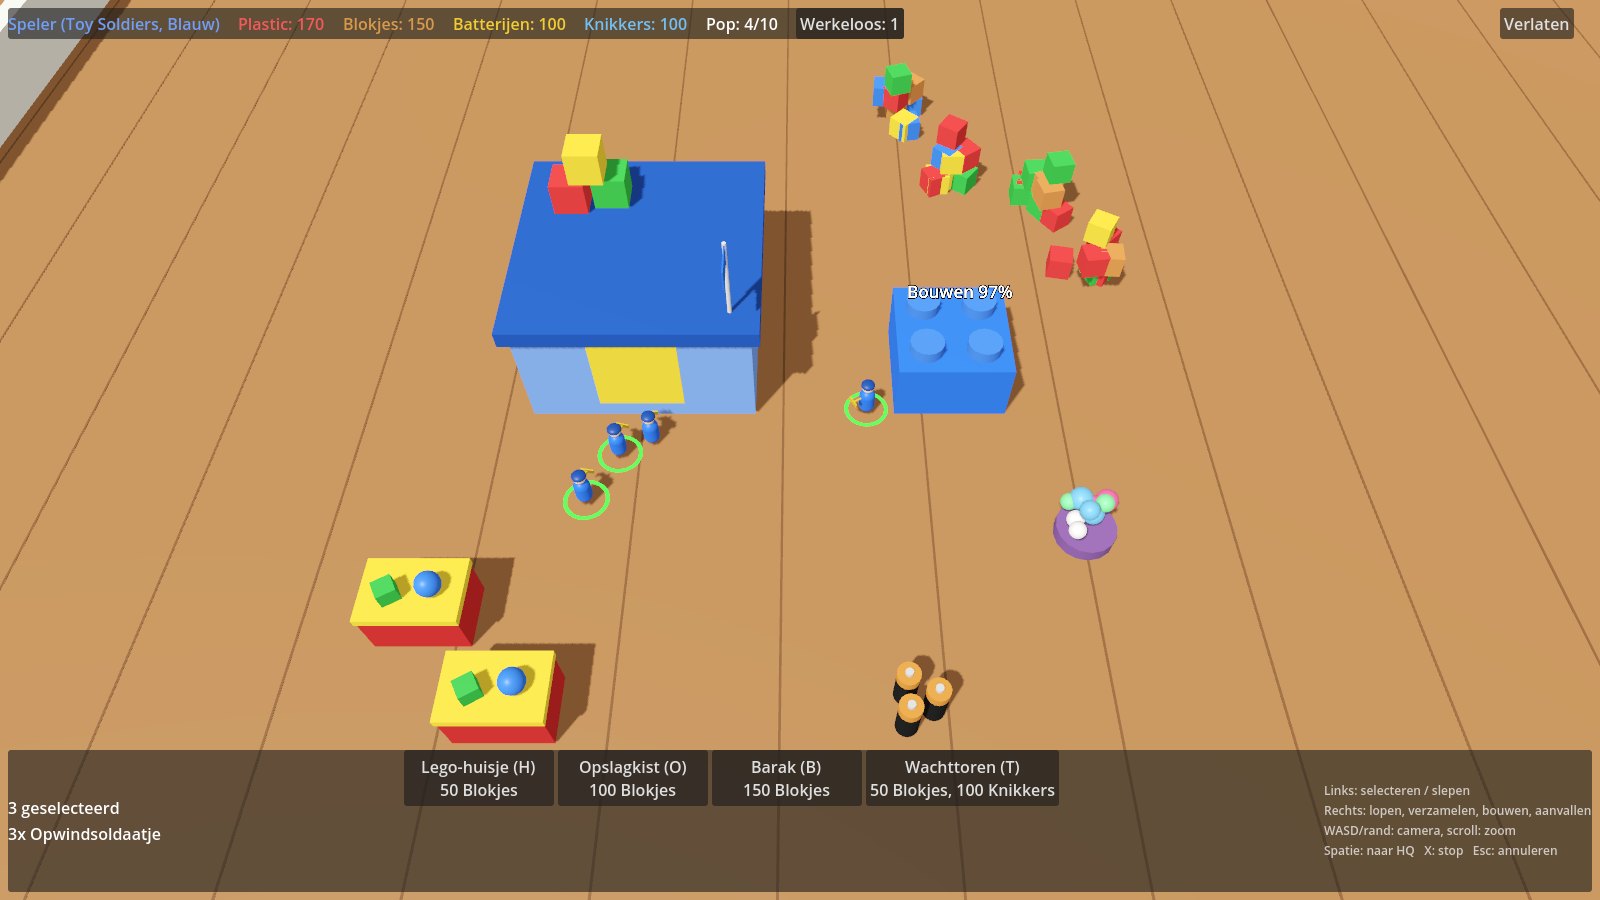 Speler (Toy Soldiers, Blauw) Plastic: 170 Blokjes: 150 Batterijen: 100 Knikkers: 100 Pop: 4/10 Werkeloos: 1 Verlaten
Bouwen 97%
Lego-huisje (H)
50 Blokjes
Opslagkist (O)
100 Blokjes
Barak (B)
150 Blokjes
Wachttoren (T)
50 Blokjes, 100 Knikkers
3 geselecteerd
3x Opwindsoldaatje
Links: selecteren / slepen
Rechts: lopen, verzamelen, bouwen, aanvallen
WASD/rand: camera, scroll: zoom
Spatie: naar HQ X: stop Esc: annuleren